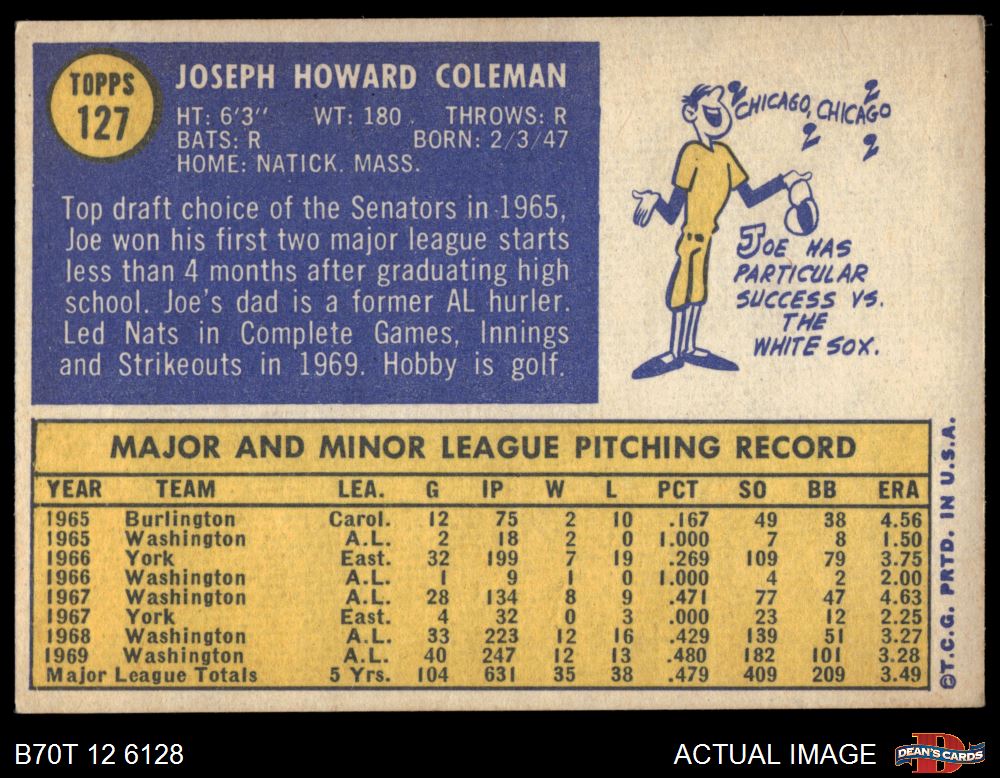 TOPPS
127
JOSEPH HOWARD COLEMAN
HT: 6'3" WT: 180. THROWS: R
BATS: R BORN: 2/3/47
HOME: NATICK. MASS.
Top draft choice of the Senators in 1965,
Joe won his first two major league starts
less than 4 months after graduating high
school. Joe's dad is a former AL hurler.
Led Nats in Complete Games, Innings
and Strikeouts in 1969. Hobby is golf.
CHICAGO, CHICAGO
JOE HAS
PARTICULAR
SUCCESS VS.
THE
WHITE SOX.
MAJOR AND MINOR LEAGUE PITCHING RECORD
YEAR TEAM LEA. G IP W L PCT SO BB ERA
1965 Burlington Carol. 12 75 2 10 .167 49 38 4.56
1965 Washington A.L. 2 18 2 0 1.000 7 8 1.50
1966 York East. 32 199 7 19 .269 109 79 3.75
1966 Washington A.L. 1 9 1 0 1.000 4 2 2.00
1967 Washington A.L. 28 134 8 9 .471 77 47 4.63
1967 York East. 4 32 0 3 .000 23 12 2.25
1968 Washington A.L. 33 223 12 16 .429 139 51 3.27
1969 Washington A.L. 40 247 12 13 .480 182 101 3.28
Major League Totals 5 Yrs. 104 631 35 38 .479 409 209 3.49
©T.C.G. PRTD. IN U.S.A.
B70T 12 6128
ACTUAL IMAGE
DEAN'S CARDS